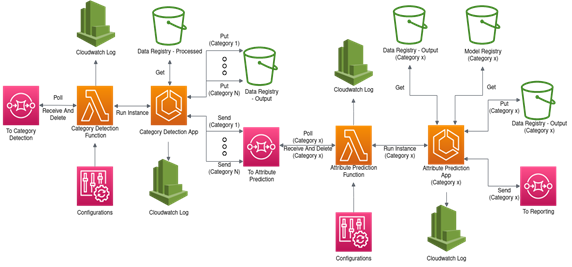 Cloudwatch Log
Data Registry - Processed
Put
(Category 1)
Put
(Category N)
Data Registry
- Output
Get
Poll
Receive And
Delete
To Category
Detection
Category Detection
Function
Run Instance
Category Detection App
Send
(Category 1)
Send
(Category N)
To Attribute
Prediction
Configurations
Cloudwatch Log
Cloudwatch Log
Poll
(Category x)
Receive And Delete
(Category x)
Attribute Prediction
Function
Configurations
Run Instance
(Category x)
Data Registry - Output
(Category x)
Model Registry
(Category x)
Get
Get
Attribute Prediction
App
(Category x)
Put
(Category x)
Data Registry - Output
(Category x)
Send
(Category x)
To Reporting
Cloudwatch Log